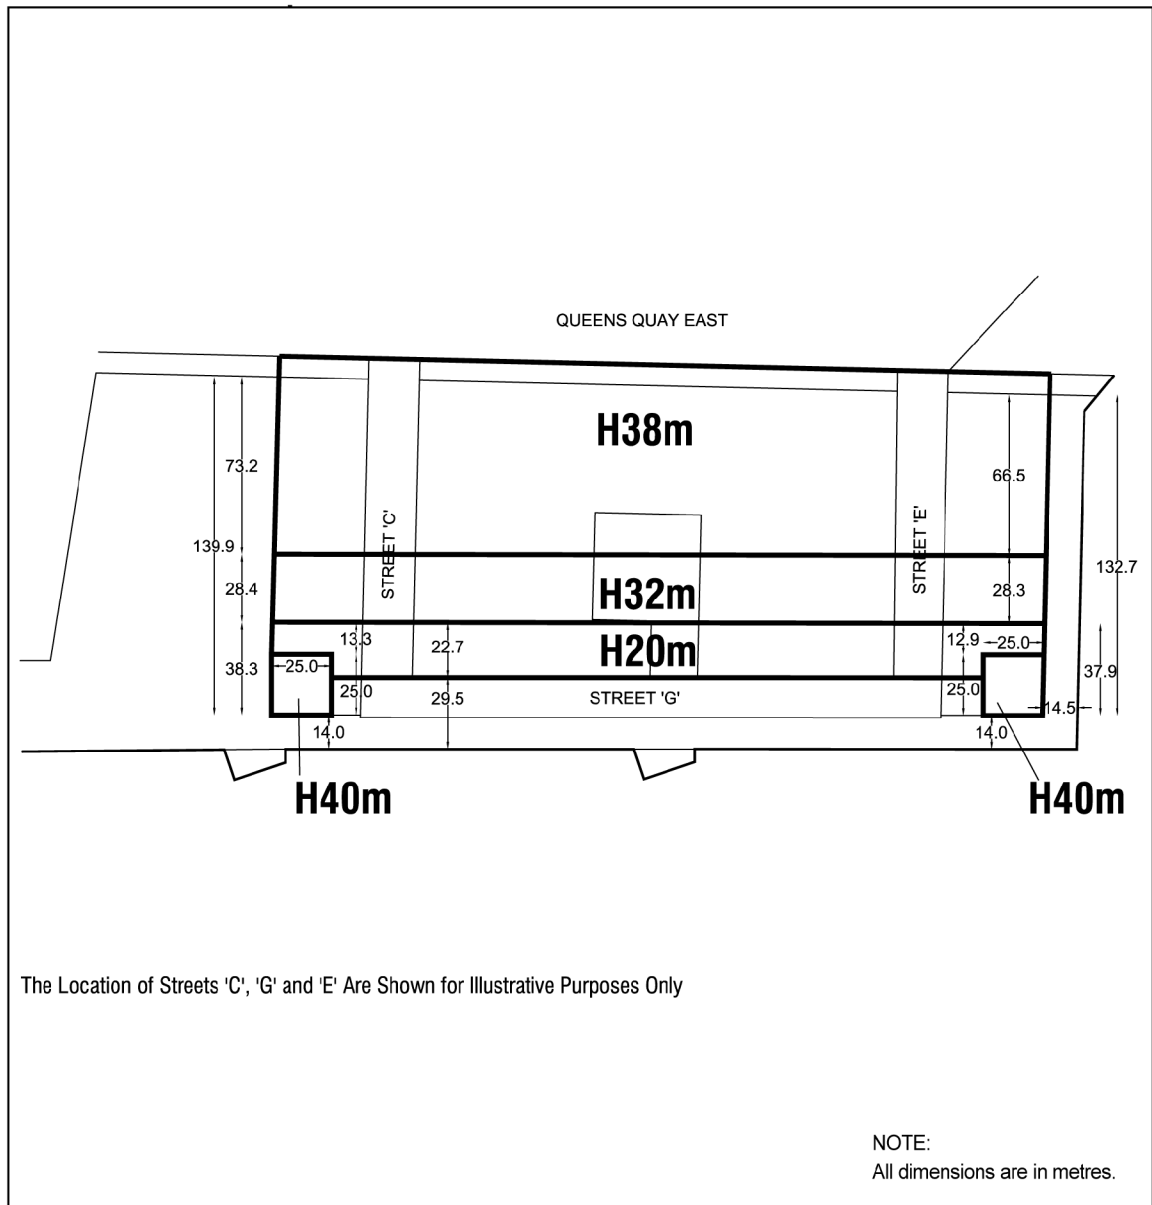 QUEENS QUAY EAST
H38m
73.2
66.5
STREET 'C'
STREET 'E'
139.9
132.7
28.4
H32m
28.3
13.3
22.7
H20m
12.9
25.0
38.3
25.0
37.9
25.0
29.5
STREET 'G'
25.0
14.5
14.0
14.0
H40m
H40m
The Location of Streets 'C', 'G' and 'E' Are Shown for Illustrative Purposes Only
NOTE:
All dimensions are in metres.